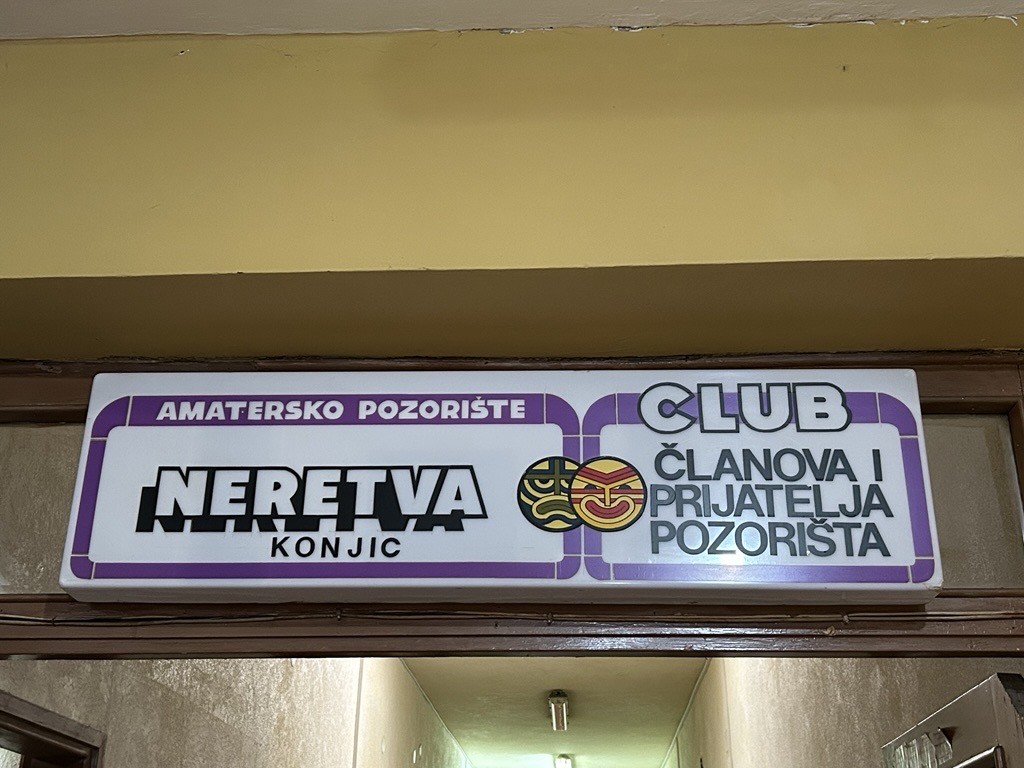 AMATERSKO POZORIŠTE
NERETVA
KONJIC
CLUB
ČLANOVA I
PRIJATELJA
POZORIŠTA